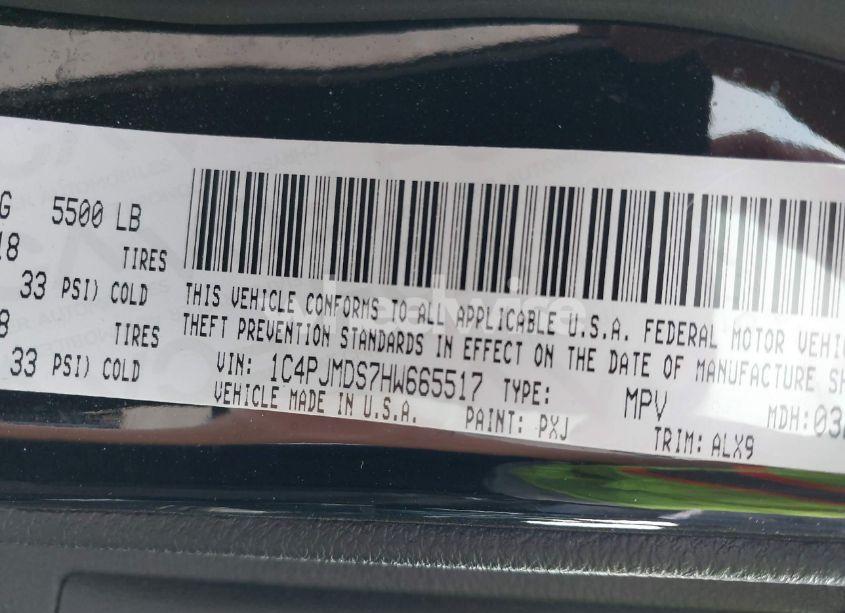 G 5500 LB
18 TIRES
33 PSI) COLD
8 TIRES
33 PSI) COLD
THIS VEHICLE CONFORMS TO ALL APPLICABLE U.S.A. FEDERAL MOTOR VEHIC
THEFT PREVENTION STANDARDS IN EFFECT ON THE DATE OF MANUFACTURE SH
VIN: 1C4PJMDS7HW665517 TYPE: MPV MDH:03
VEHICLE MADE IN U.S.A. PAINT: PXJ TRIM: ALX9